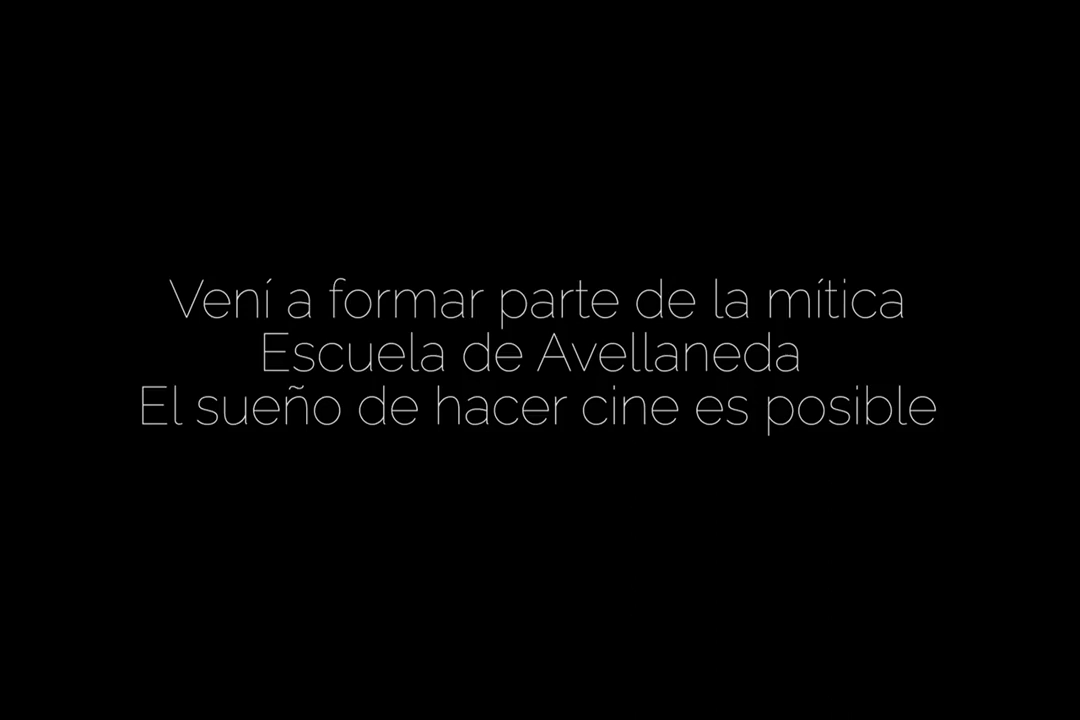 Vení a formar parte de la mítica
Escuela de Avellaneda
El sueño de hacer cine es posible